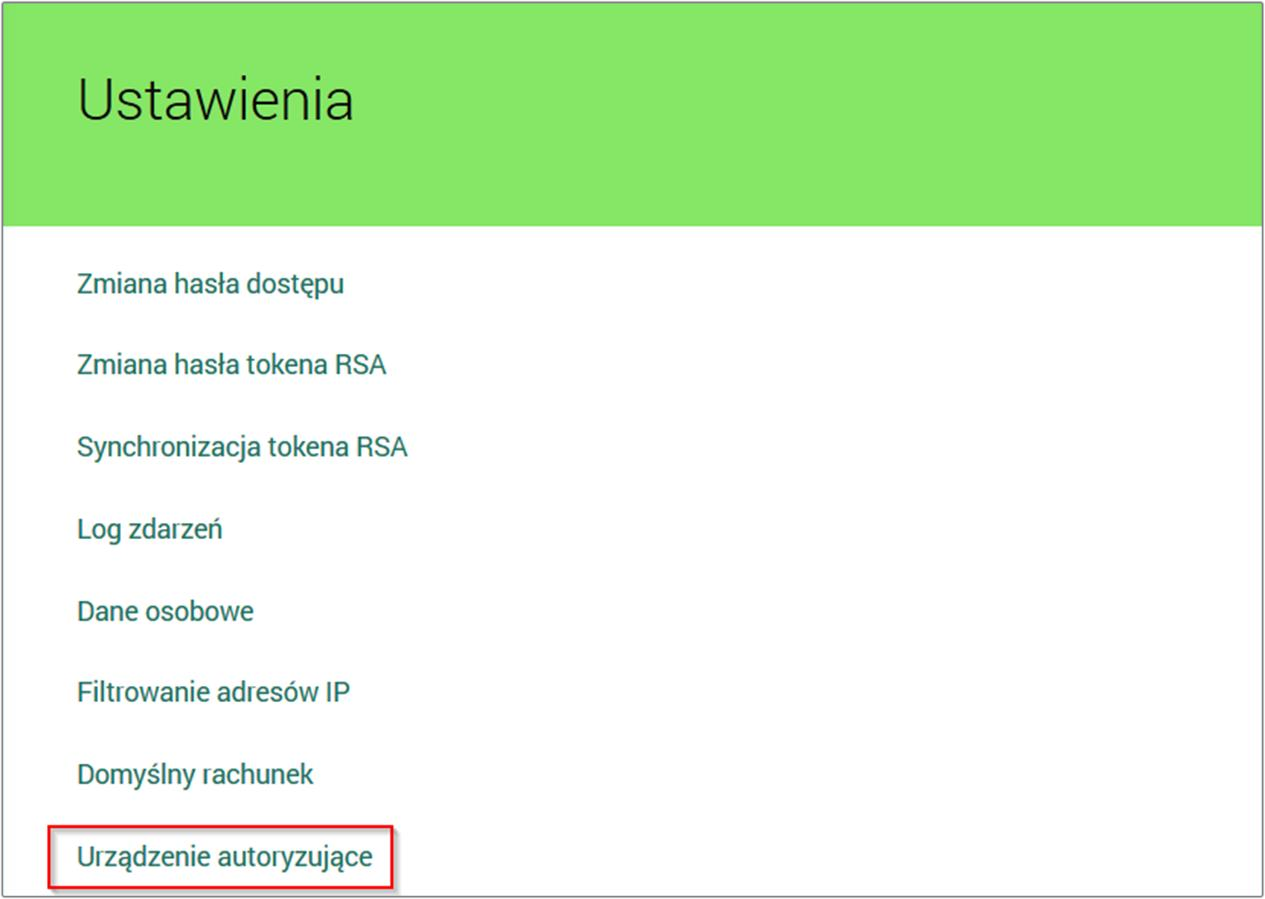 Ustawienia
Zmiana hasła dostępu
Zmiana hasła tokena RSA
Synchronizacja tokena RSA
Log zdarzeń
Dane osobowe
Filtrowanie adresów IP
Domyślny rachunek
Urządzenie autoryzujące